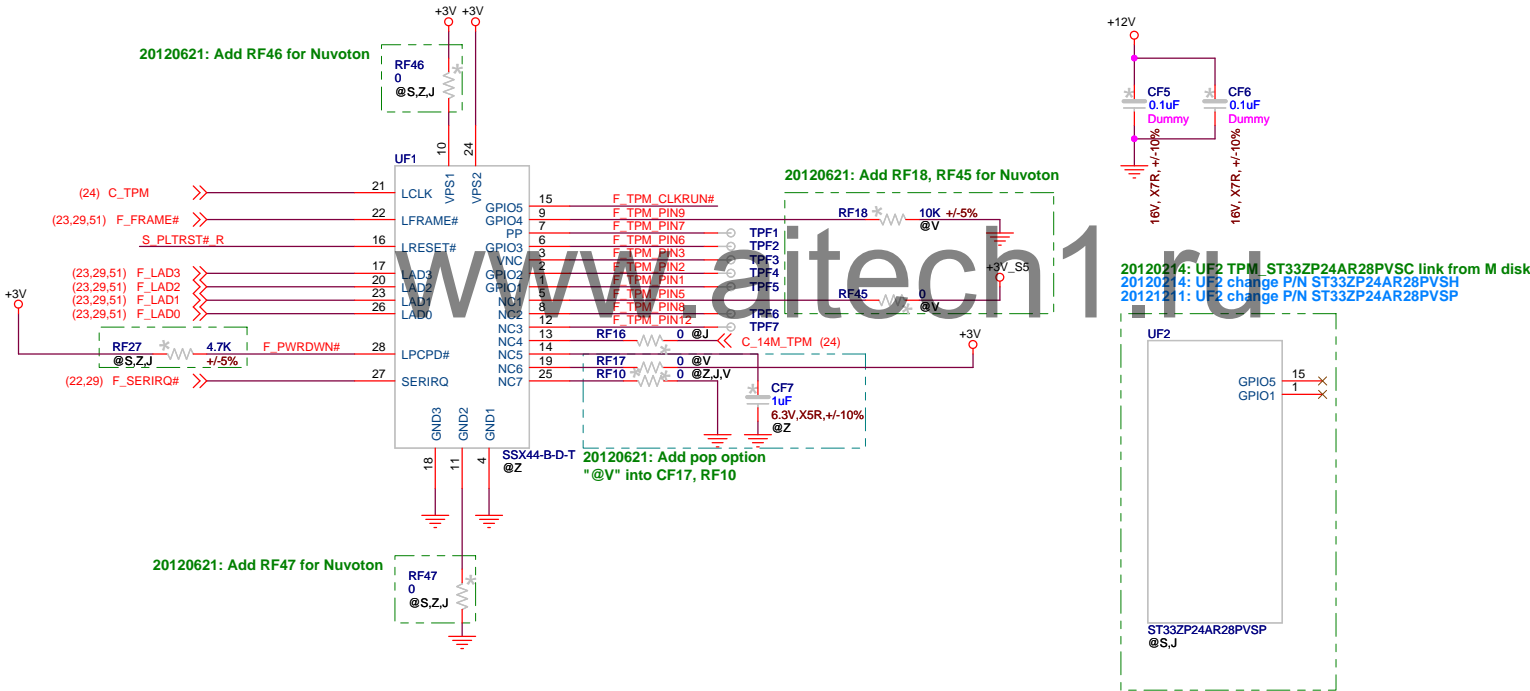 +3V +3V
20120621: Add RF46 for Nuvoton
RF46
0
@S,Z,J
10
24
UF1
VPS1
VPS2
(24) C_TPM
21
LCLK
(23,29,51) F_FRAME#
22
LFRAME#
S_PLTRST#_R
16
LRESET#
(23,29,51) F_LAD3
17
LAD3
(23,29,51) F_LAD2
20
LAD2
(23,29,51) F_LAD1
23
LAD1
(23,29,51) F_LAD0
26
LAD0
+3V
RF27
@S,Z,J
4.7K
+/-5%
F_PWRDWN#
28
LPCPD#
(22,29) F_SERIRQ#
27
SERIRQ
GPIO5
15
F_TPM_CLKRUN#
GPIO4
9
F_TPM_PIN9
PP
7
F_TPM_PIN7
TPF1
GPIO3
6
F_TPM_PIN6
TPF2
VNC
3
F_TPM_PIN3
TPF3
GPIO2
2
F_TPM_PIN2
TPF4
GPIO1
1
F_TPM_PIN1
TPF5
NC1
5
F_TPM_PIN5
NC2
8
F_TPM_PIN8
TPF6
NC3
12
F_TPM_PIN12
TPF7
NC4
13
RF16
0 @J
C_14M_TPM (24)
NC5
14
NC6
19
RF17
0 @V
NC7
25
RF10
0 @Z,J,V
+3V
CF7
1uF
6.3V,X5R,+/-10%
@Z
GND3
GND2
GND1
18
11
4
SSX44-B-D-T
@Z
20120621: Add pop option
"@V" into CF17, RF10
20120621: Add RF47 for Nuvoton
RF47
0
@S,Z,J
20120621: Add RF18, RF45 for Nuvoton
RF18
10K +/-5%
@V
+3V_S5
RF45
0
@V
+12V
CF5
0.1uF
Dummy
16V, X7R, +/-10%
CF6
0.1uF
Dummy
16V, X7R, +/-10%
20120214: UF2 TPM_ST33ZP24AR28PVSC link from M disk
20120214: UF2 change P/N ST33ZP24AR28PVSH
20121211: UF2 change P/N ST33ZP24AR28PVSP
UF2
GPIO5
15
GPIO1
1
ST33ZP24AR28PVSP
@S,J
www.aitech1.ru